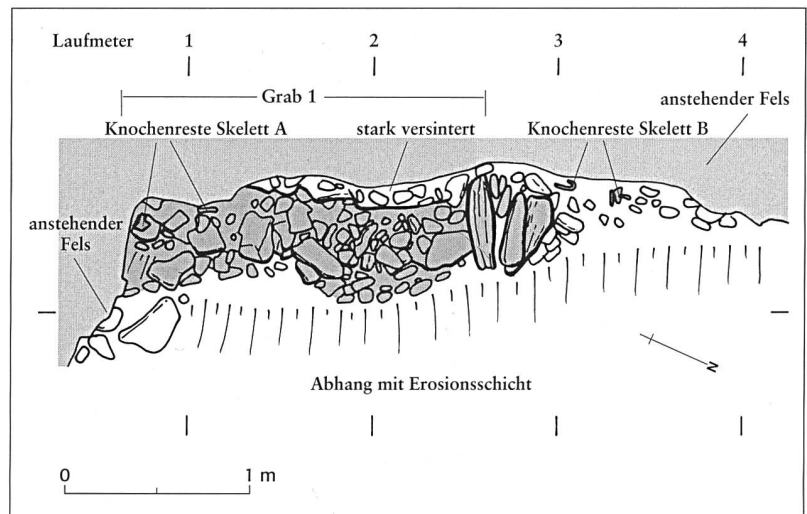 Laufmeter 1 2 3 4
Grab 1
anstehender Fels
Knochenreste Skelett A stark versintert Knochenreste Skelett B
anstehender
Fels
N
Abhang mit Erosionsschicht
0 1 m